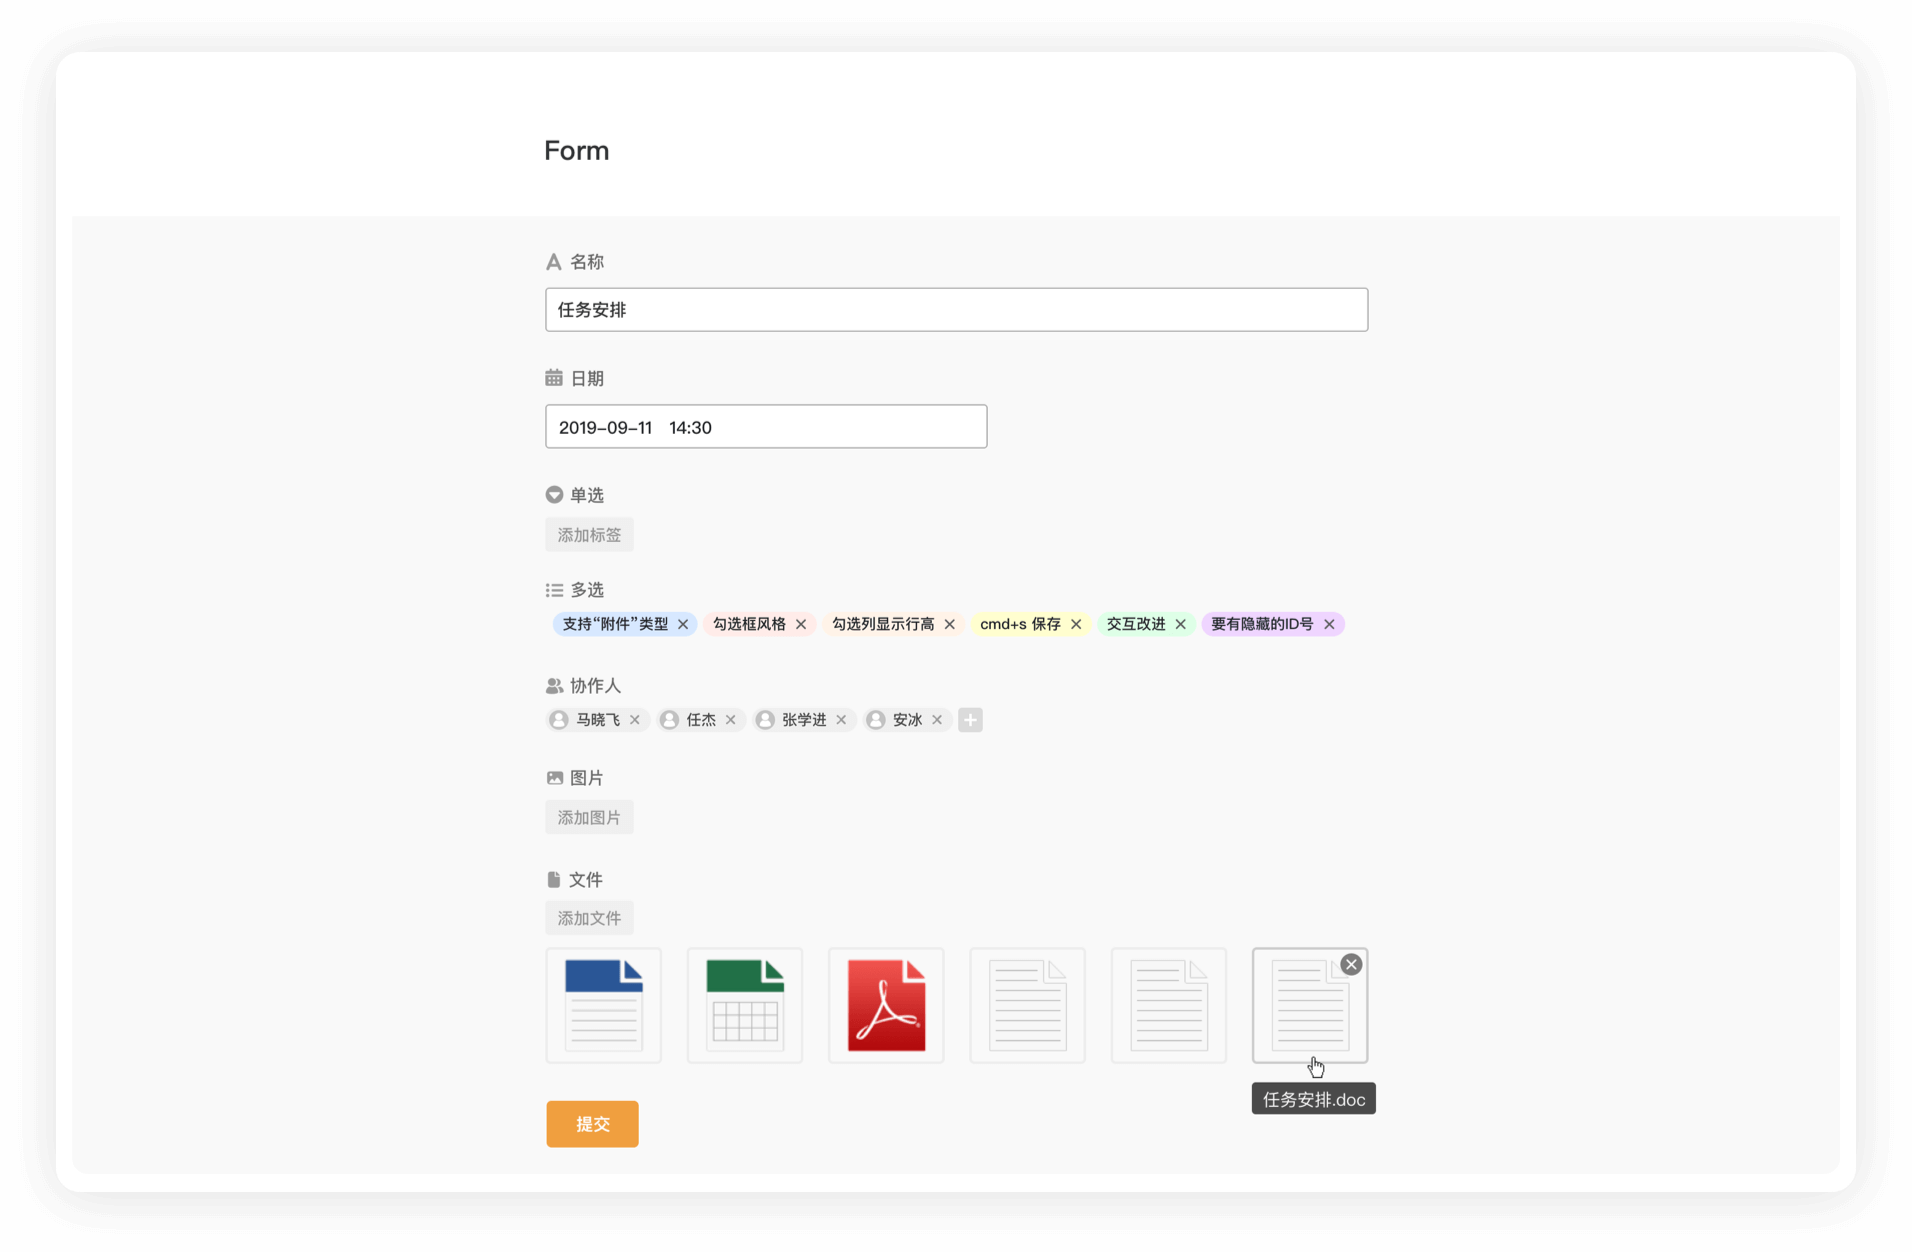 Form
名称
任务安排
日期
2019-09-11 14:30
单选
添加标签
多选
支持“附件”类型 勾选框风格 勾选列显示行高 cmd+s 保存 交互改进 要有隐藏的ID号
协作人
马晓飞 任杰 张学进 安冰
图片
添加图片
文件
添加文件
任务安排.doc
提交